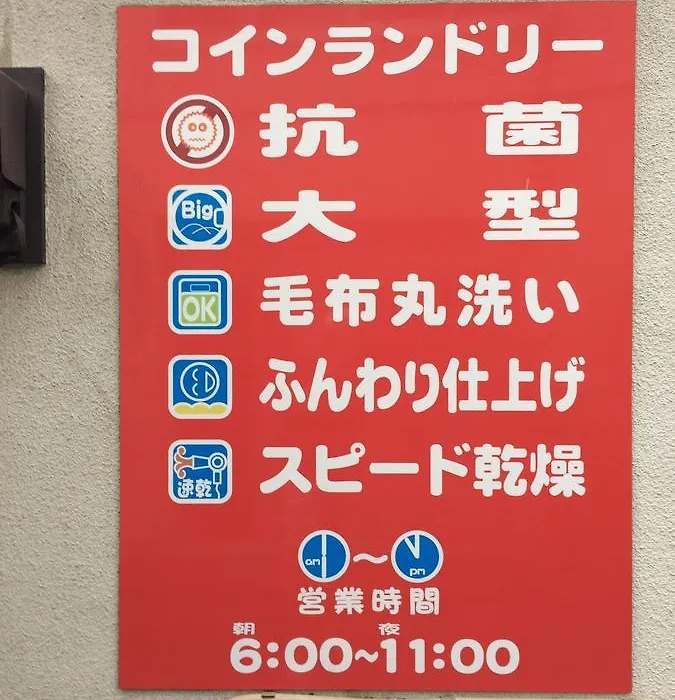 コインランドリー
抗菌
Big 大型
OK 毛布丸洗い
ふんわり仕上げ
速乾 スピード乾燥
am ～ pm
営業時間
朝 夜
6:00~11:00